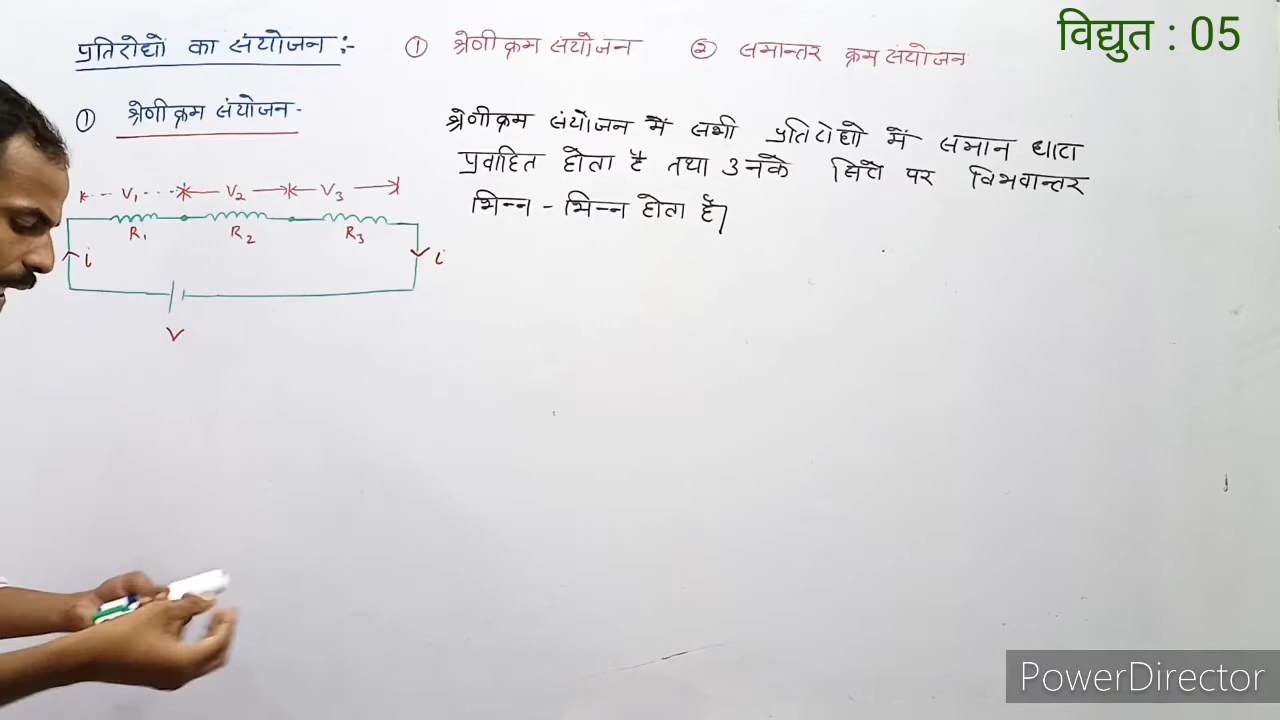 विद्युत : 05
प्रतिरोधों का संयोजन :- ① श्रेणीक्रम संयोजन ② समान्तर क्रम संयोजन
① श्रेणीक्रम संयोजन -
श्रेणीक्रम संयोजन में सभी प्रतिरोधों में समान धारा
प्रवाहित होता है तथा उनके सिरो पर विभवान्तर
भिन्न - भिन्न होता है।
V₁ V₂ V₃
R₁ R₂ R₃
i i
V
PowerDirector